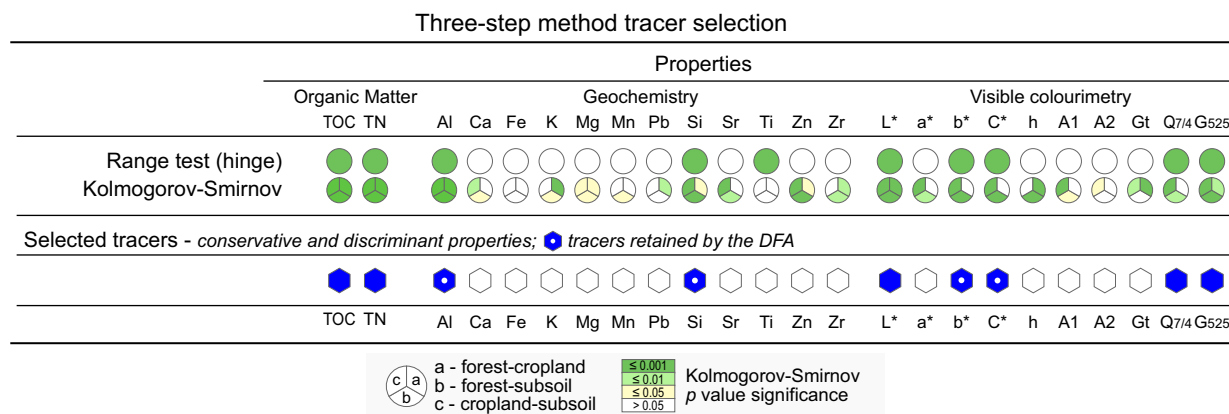 Three-step method tracer selection
Properties
Organic Matter Geochemistry Visible colourimetry
TOC TN Al Ca Fe K Mg Mn Pb Si Sr Ti Zn Zr L* a* b* C* h A1 A2 Gt Q7/4 G525
Range test (hinge)
Kolmogorov-Smirnov
Selected tracers - conservative and discriminant properties; tracers retained by the DFA
TOC TN Al Ca Fe K Mg Mn Pb Si Sr Ti Zn Zr L* a* b* C* h A1 A2 Gt Q7/4 G525
c a b
a - forest-cropland
b - forest-subsoil
c - cropland-subsoil
≤ 0.001
≤ 0.01
≤ 0.05
> 0.05
Kolmogorov-Smirnov
p value significance